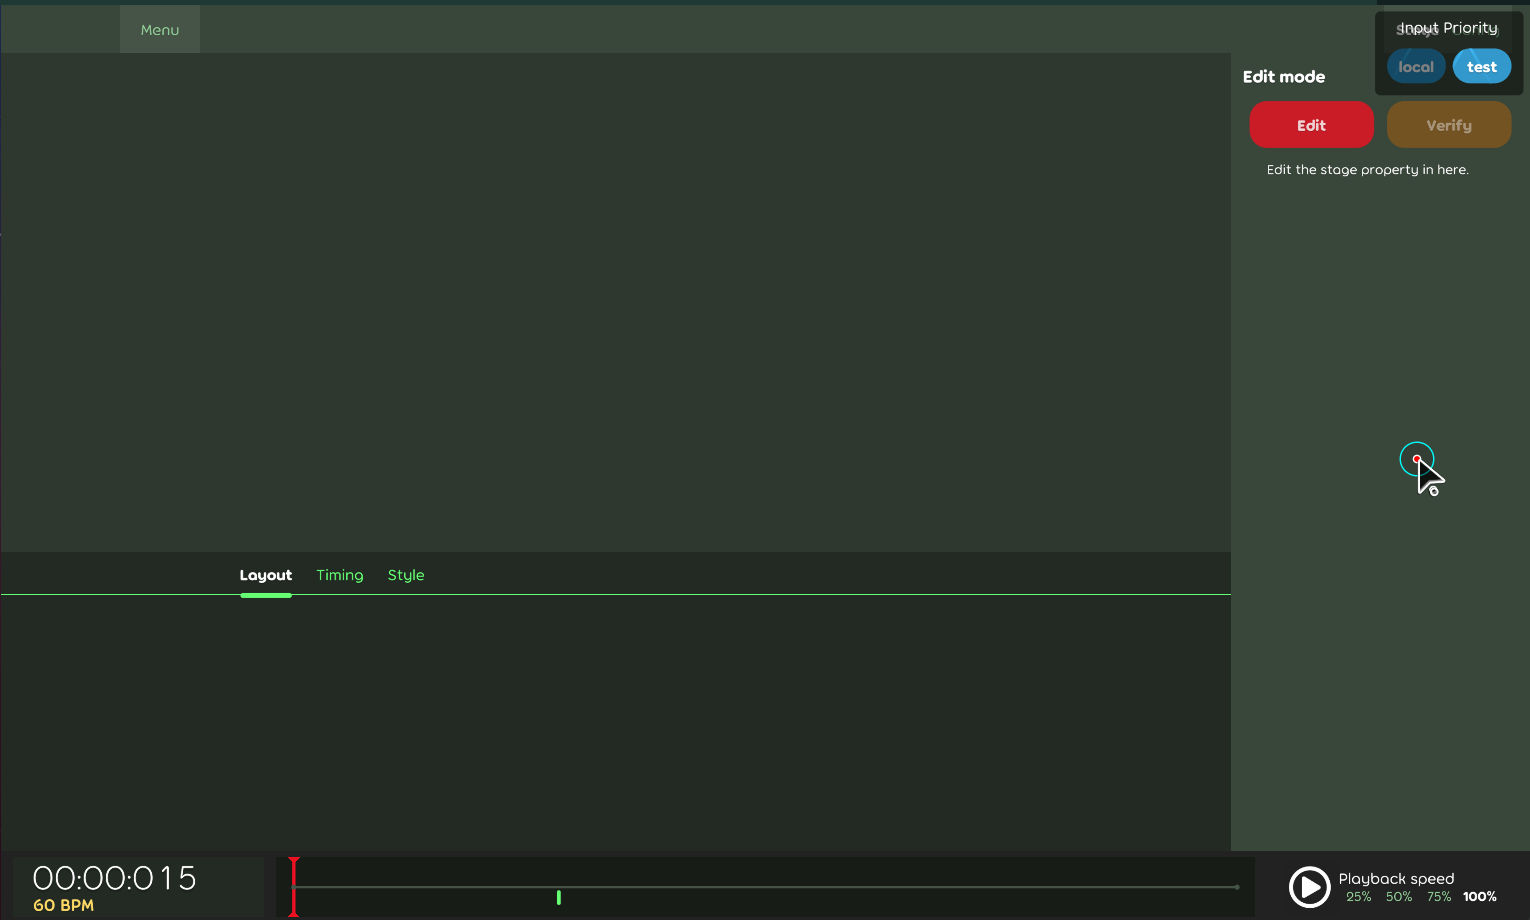 Menu
Input Priority
local test
Edit mode
Edit Verify
Edit the stage property in here.
Layout Timing Style
00:00:015
60 BPM
Playback speed
25% 50% 75% 100%